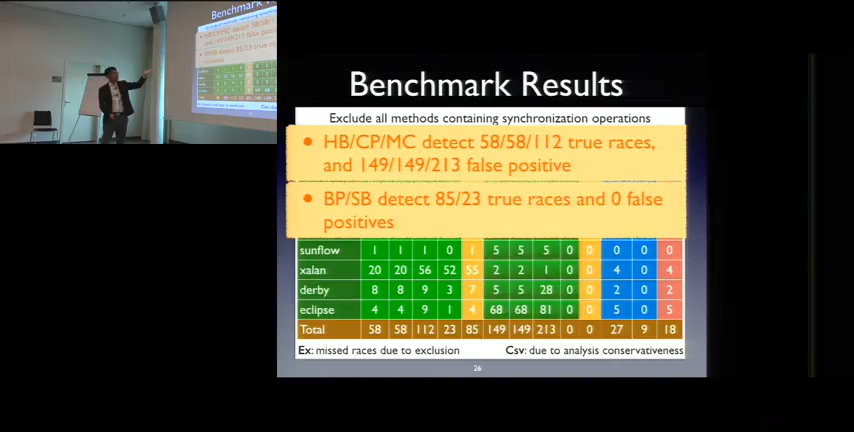 Benchmark Results
Exclude all methods containing synchronization operations
HB/CP/MC detect 58/58/112 true races,
and 149/149/213 false positive
BP/SB detect 85/23 true races and 0 false
positives
sunflow 1 1 1 0 1 5 5 5 0 0 0 0 0
xalan 20 20 56 52 55 2 2 1 0 0 4 0 4
derby 8 8 9 3 7 5 5 28 0 0 2 0 2
eclipse 4 4 9 1 4 68 68 81 0 0 5 0 5
Total 58 58 112 23 85 149 149 213 0 0 27 9 18
Ex: missed races due to exclusion Csv: due to analysis conservativeness
26